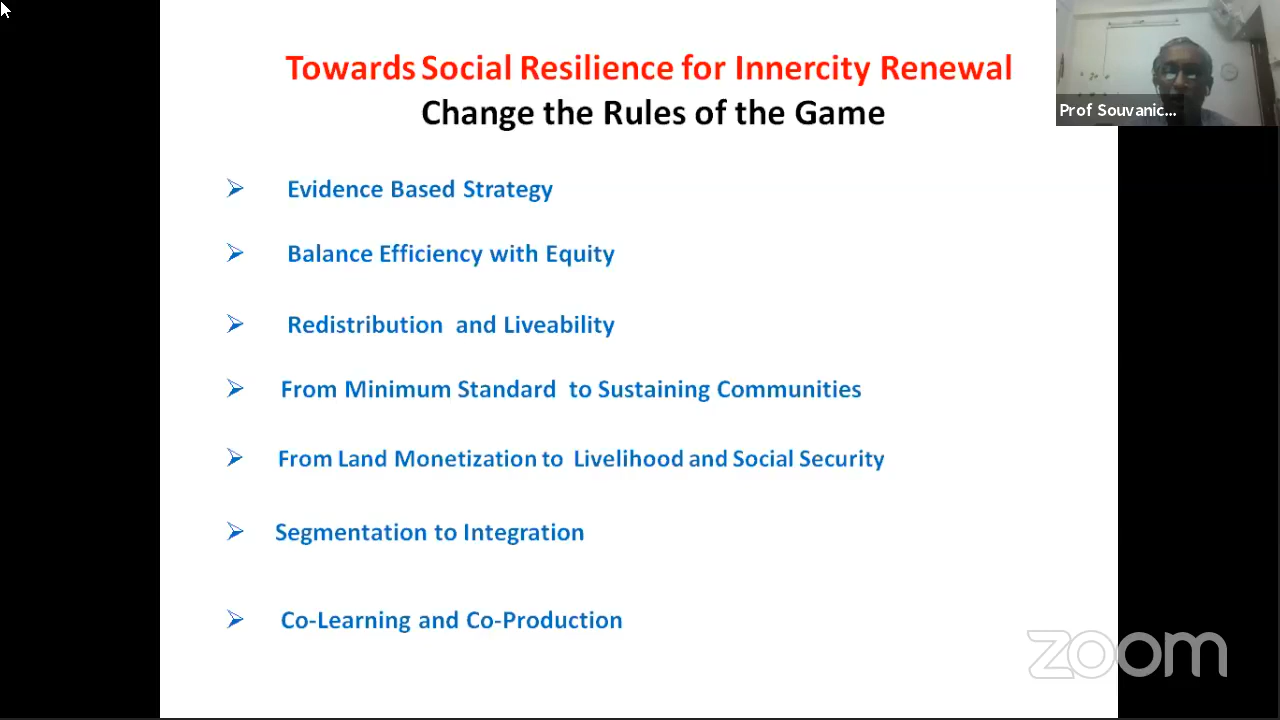 Towards Social Resilience for Innercity Renewal
Change the Rules of the Game
Prof Souvanic...
Evidence Based Strategy
Balance Efficiency with Equity
Redistribution and Liveability
From Minimum Standard to Sustaining Communities
From Land Monetization to Livelihood and Social Security
Segmentation to Integration
Co-Learning and Co-Production
zoom